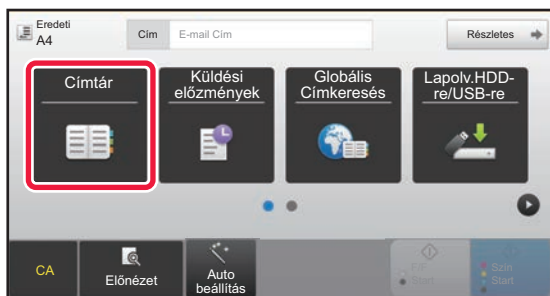 Eredeti
A4
Cím
E-mail Cím
Részletes
Címtár
Küldési
előzmények
Globális
Címkeresés
Lapolv.HDD-
re/USB-re
CA
Előnézet
Auto
beállítás
F/F
Start
Szín
Start